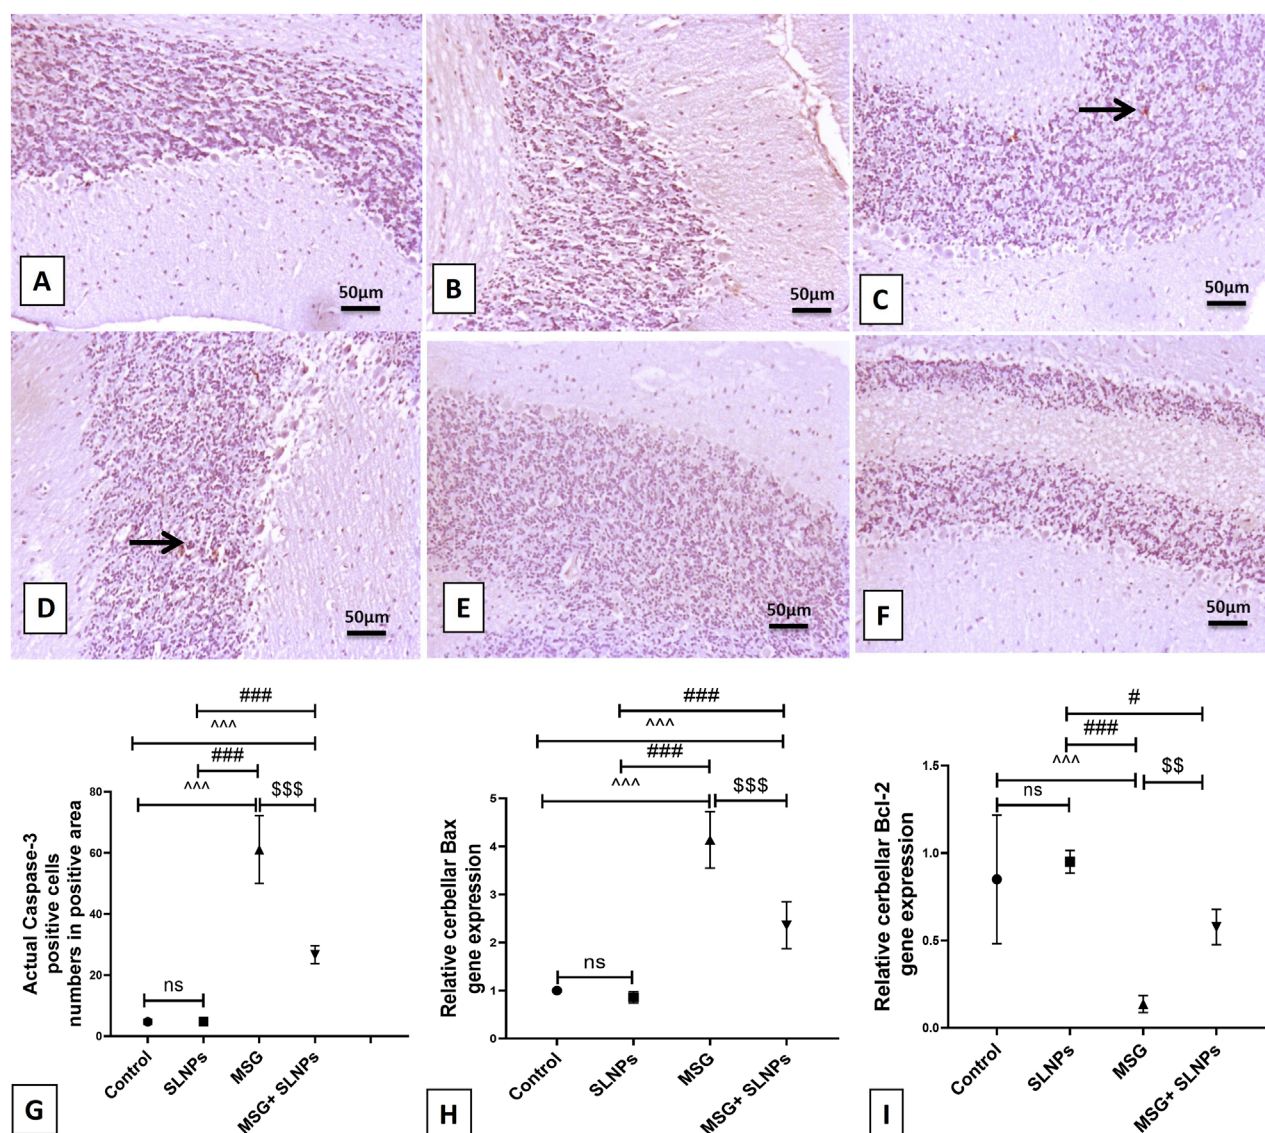 A
50μm
B
50μm
C
50μm
D
50μm
E
50μm
F
50μm
###
^^^
###
^^^
$$$
ns
Actual Caspase-3
positive cells
numbers in positive area
80
60
40
20
0
Control
SLNPs
MSG
MSG+ SLNPs
G
###
^^^
###
^^^
$$$
ns
Relative cerbellar Bax
gene expression
5
4
3
2
1
0
Control
SLNPs
MSG
MSG+ SLNPs
H
#
###
^^^
$$
ns
Relative cerbellar Bcl-2
gene expression
1.5
1.0
0.5
0.0
Control
SLNPs
MSG
MSG+ SLNPs
I